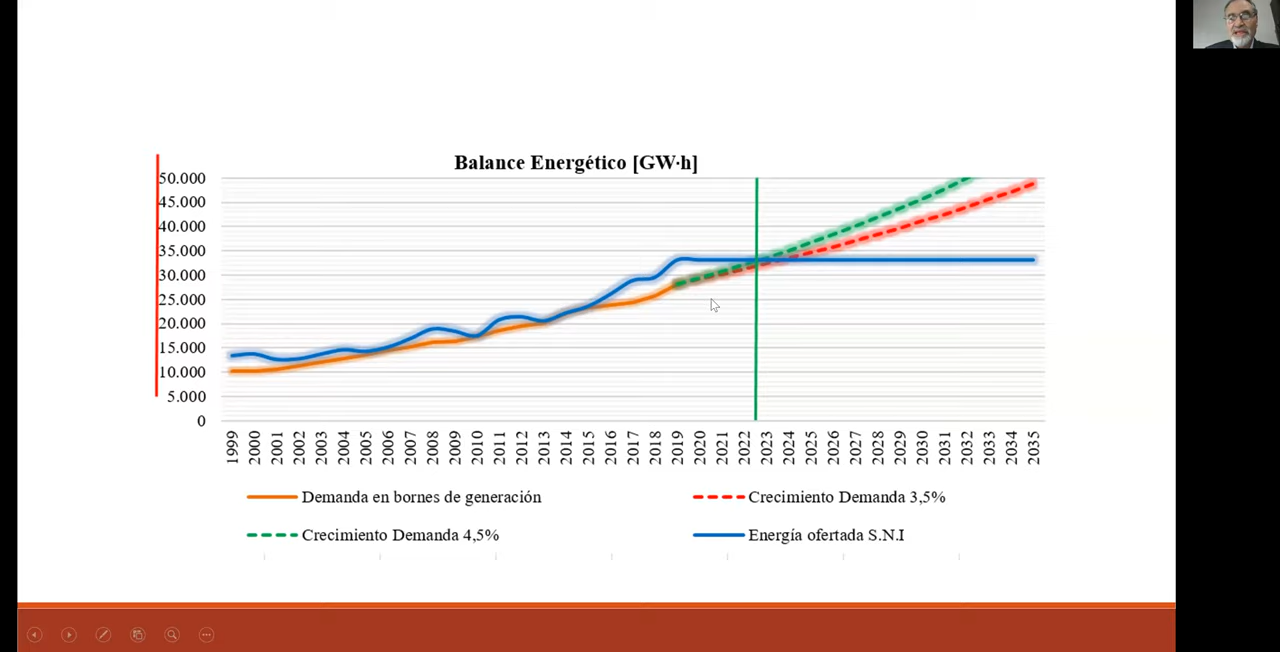 Balance Energético [GW·h]
50.000
45.000
40.000
35.000
30.000
25.000
20.000
15.000
10.000
5.000
0
1999 2000 2001 2002 2003 2004 2005 2006 2007 2008 2009 2010 2011 2012 2013 2014 2015 2016 2017 2018 2019 2020 2021 2022 2023 2024 2025 2026 2027 2028 2029 2030 2031 2032 2033 2034 2035
Demanda en bornes de generación
Crecimiento Demanda 3,5%
Crecimiento Demanda 4,5%
Energía ofertada S.N.I